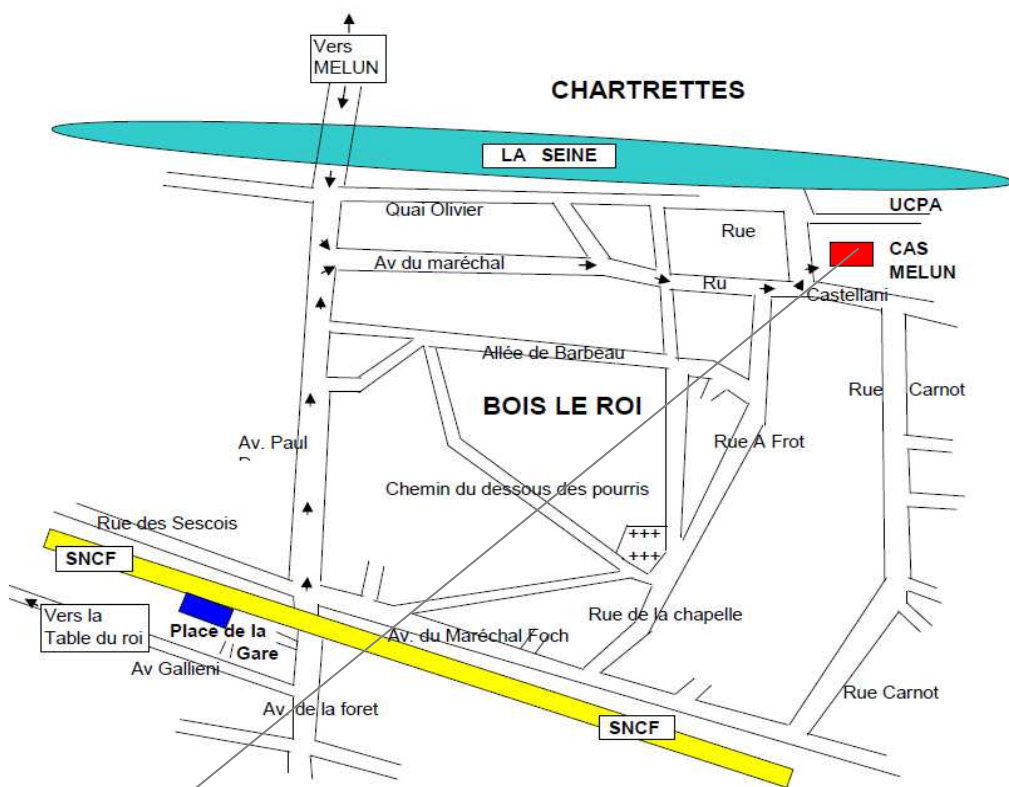 Vers
MELUN
CHARTRETTES
LA SEINE
UCPA
Quai Olivier
Rue
CAS
MELUN
Av du maréchal
Ru
Castellani
Allée de Barbeau
Rue Carnot
BOIS LE ROI
Av. Paul
Rue A Frot
Chemin du dessous des pourris
Rue des Sescois
+++
+++
SNCF
Vers la
Table du roi
Place de la
Gare
Rue de la chapelle
Av. du Maréchal Foch
Av Gallieni
Rue Carnot
Av. de la foret
SNCF